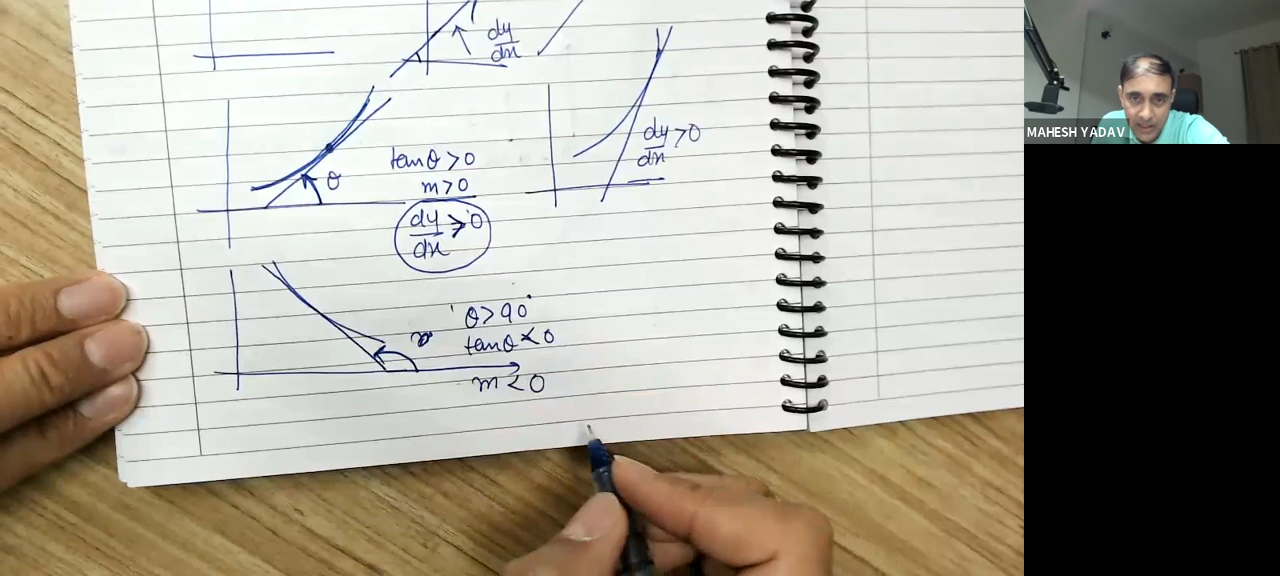 dy
dx
MAHESH YADAV
dy > 0
dx
tanθ > 0
θ
m > 0
dy ≥ 0
dx
θ > 90°
tanθ < 0
m < 0